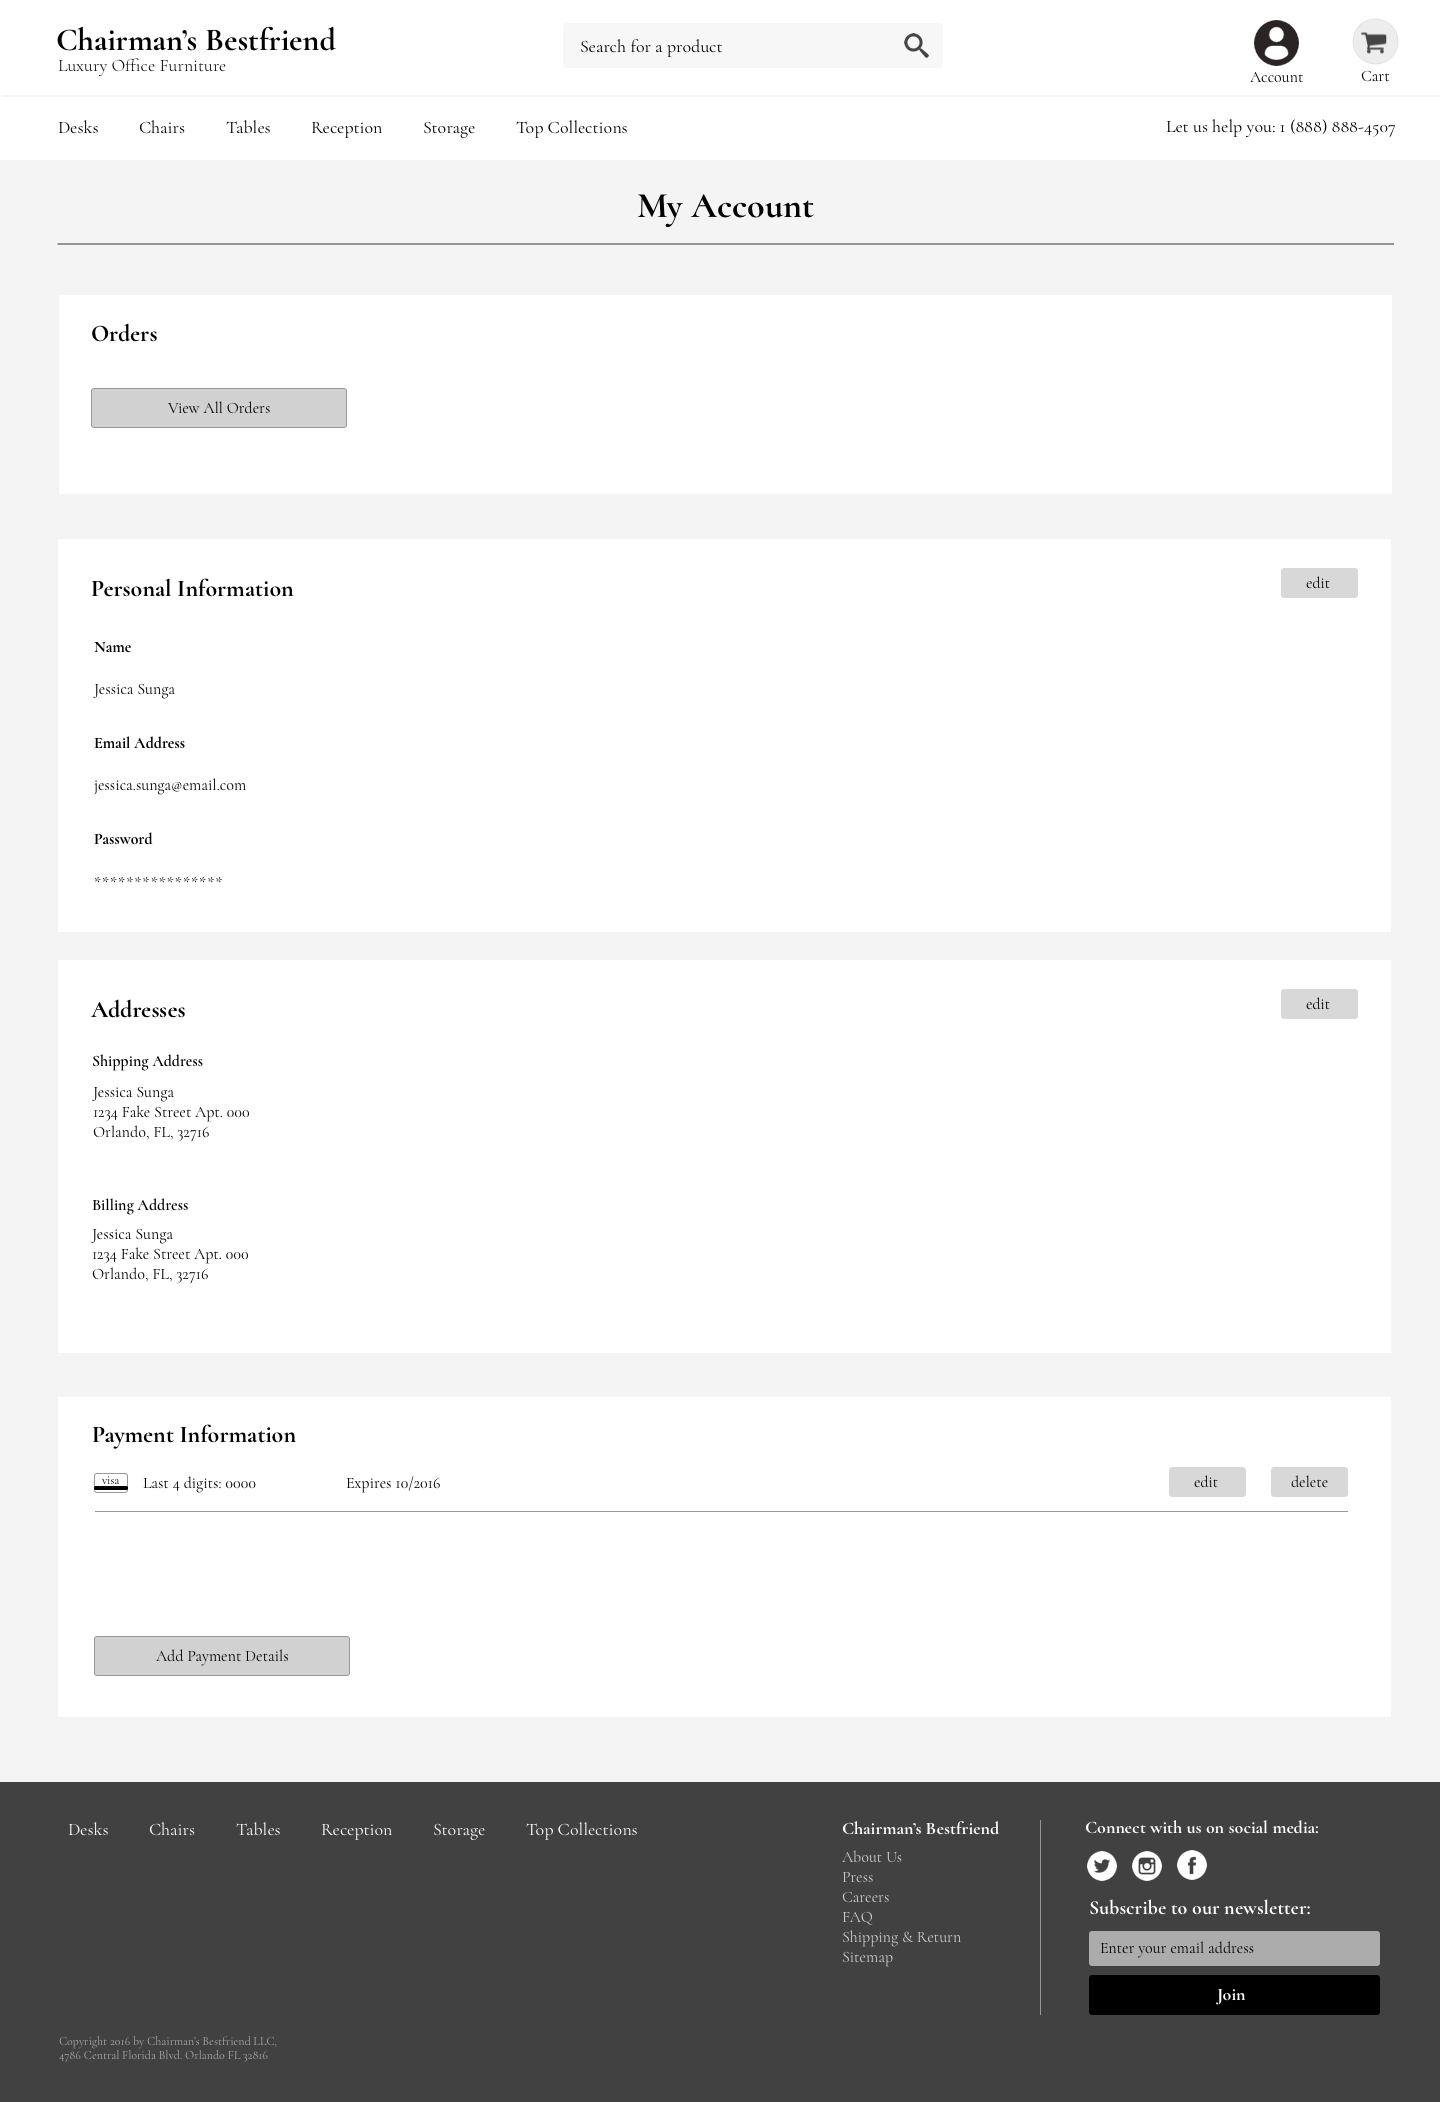 Chairman’s Bestfriend
Luxury Office Furniture
Search for a product
Account
Cart
Desks Chairs Tables Reception Storage Top Collections
Let us help you: 1 (888) 888-4507
My Account
Orders
View All Orders
Personal Information
edit
Name
Jessica Sunga
Email Address
jessica.sunga@email.com
Password
****************
Addresses
edit
Shipping Address
Jessica Sunga
1234 Fake Street Apt. 000
Orlando, FL, 32716
Billing Address
Jessica Sunga
1234 Fake Street Apt. 000
Orlando, FL, 32716
Payment Information
visa Last 4 digits: 0000 Expires 10/2016 edit delete
Add Payment Details
Desks Chairs Tables Reception Storage Top Collections
Chairman’s Bestfriend
About Us
Press
Careers
FAQ
Shipping & Return
Sitemap
Connect with us on social media:
Subscribe to our newsletter:
Enter your email address
Join
Copyright 2016 by Chairman’s Bestfriend LLC,
4786 Central Florida Blvd. Orlando FL 32816